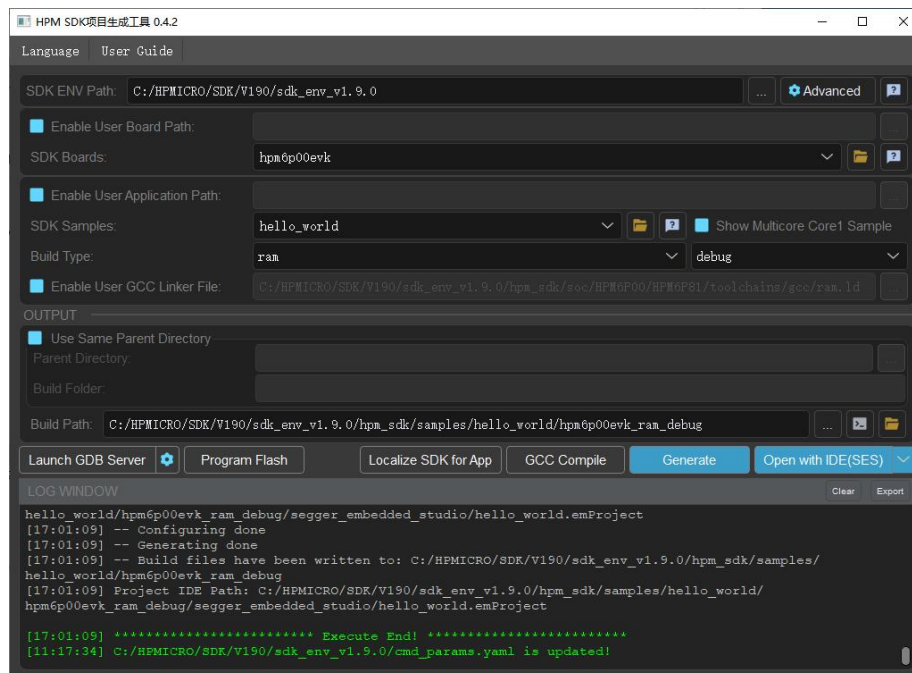 HPM SDK项目生成工具 0.4.2
Language User Guide
SDK ENV Path: C:/HPMICRO/SDK/V190/sdk_env_v1.9.0 ... Advanced
Enable User Board Path:
SDK Boards: hpm6p00evk
Enable User Application Path:
SDK Samples: hello_world Show Multicore Core1 Sample
Build Type: ram debug
Enable User GCC Linker File: C:/HPMICRO/SDK/V190/sdk_env_v1.9.0/hpm_sdk/soc/HPM6P00/HPM6P81/toolchains/gcc/ram.ld ...
OUTPUT
Use Same Parent Directory
Parent Directory: ...
Build Folder:
Build Path: C:/HPMICRO/SDK/V190/sdk_env_v1.9.0/hpm_sdk/samples/hello_world/hpm6p00evk_ram_debug ...
Launch GDB Server Program Flash Localize SDK for App GCC Compile Generate Open with IDE(SES)
LOG WINDOW Clear Export
hello_world/hpm6p00evk_ram_debug/segger_embedded_studio/hello_world.emProject
[17:01:09] -- Configuring done
[17:01:09] -- Generating done
[17:01:09] -- Build files have been written to: C:/HPMICRO/SDK/V190/sdk_env_v1.9.0/hpm_sdk/samples/
hello_world/hpm6p00evk_ram_debug
[17:01:09] Project IDE Path: C:/HPMICRO/SDK/V190/sdk_env_v1.9.0/hpm_sdk/samples/hello_world/
hpm6p00evk_ram_debug/segger_embedded_studio/hello_world.emProject
[17:01:09] ************************* Execute End! *************************
[11:17:34] C:/HPMICRO/SDK/V190/sdk_env_v1.9.0/cmd_params.yaml is updated!